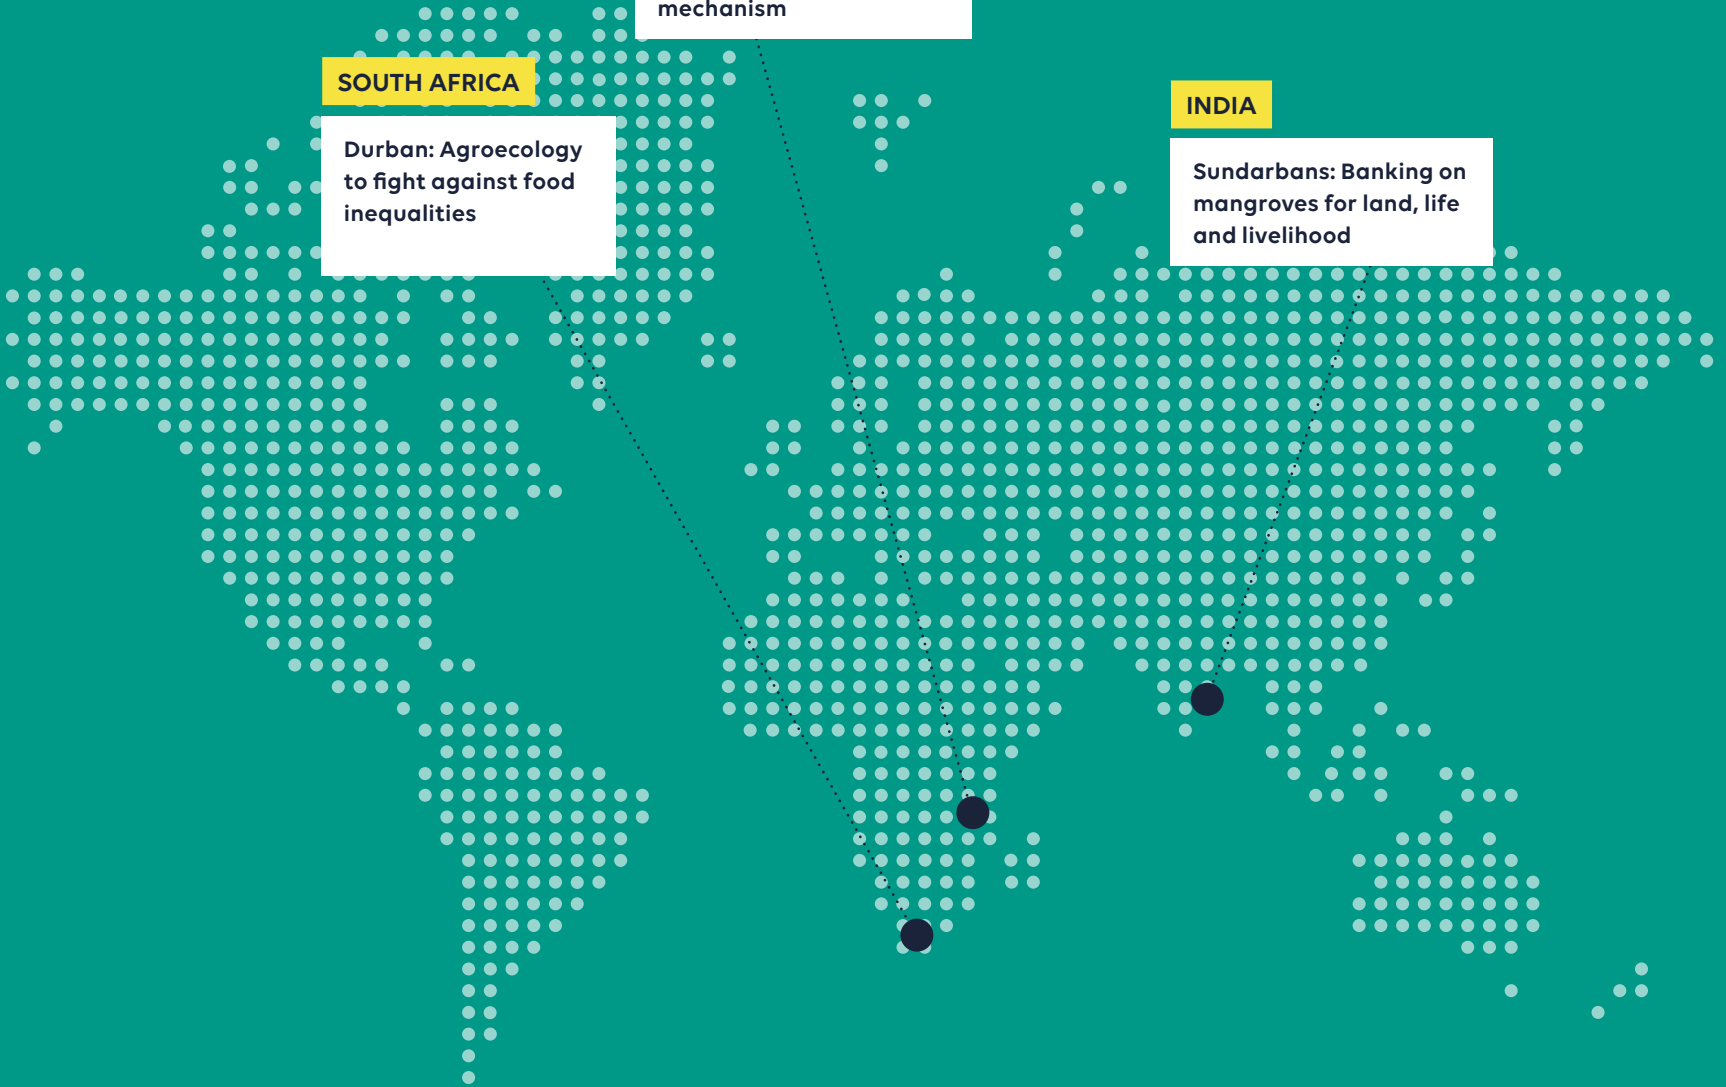 mechanism
SOUTH AFRICA
Durban: Agroecology
to fight against food
inequalities
INDIA
Sundarbans: Banking on
mangroves for land, life
and livelihood